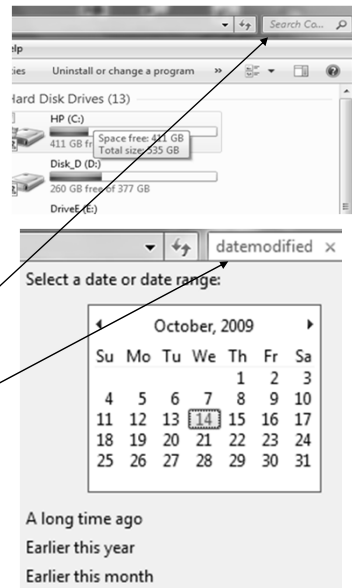 Search Co...
elp
ies Uninstall or change a program »
Hard Disk Drives (13)
HP (C:)
411 GB fr
Space free: 411 GB
Total size: 535 GB
Disk_D (D:)
260 GB free of 377 GB
DriveE (E:)
datemodified ×
Select a date or date range:
October, 2009
Su Mo Tu We Th Fr Sa
1 2 3
4 5 6 7 8 9 10
11 12 13 14 15 16 17
18 19 20 21 22 23 24
25 26 27 28 29 30 31
A long time ago
Earlier this year
Earlier this month